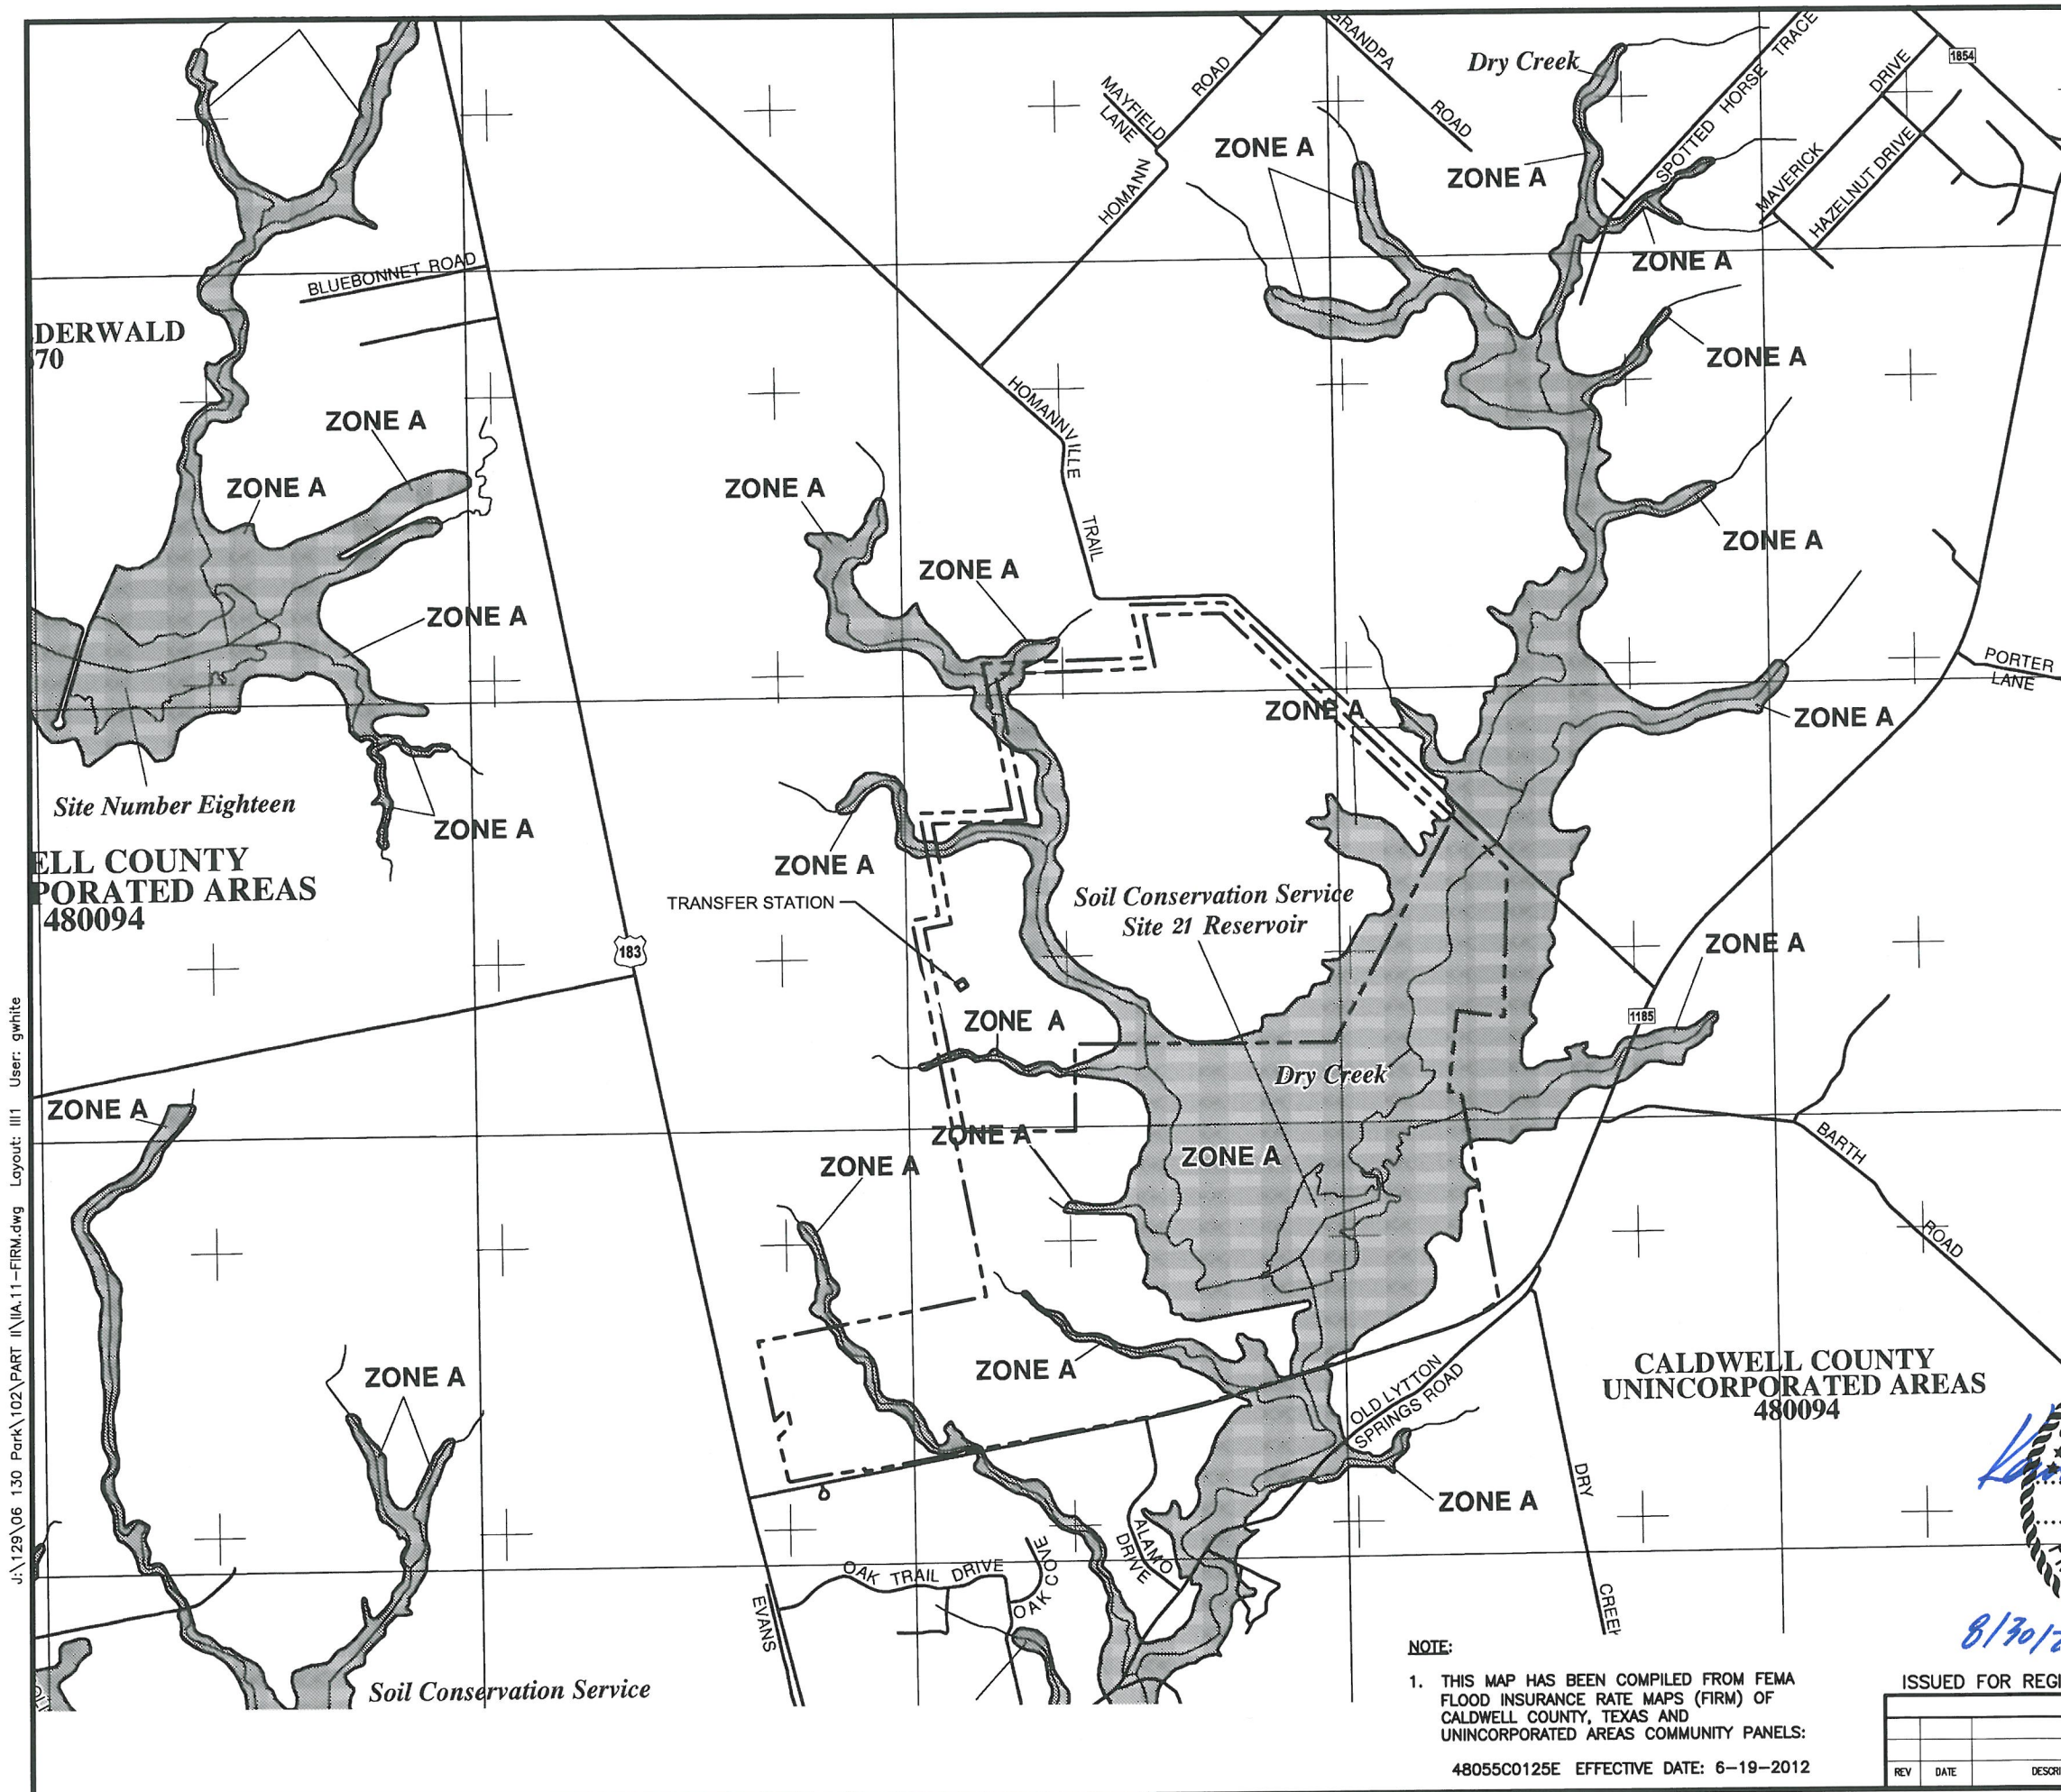 Dry Creek
GRANDPA
ROAD
SPOTTED HORSE TRACE
1854
DRIVE
MAYFIELD
LANE
ROAD
HOMANN
ZONE A
ZONE A
MAVERICK
HAZELNUT DRIVE
ZONE A
BLUEBONNET ROAD
DERWALD
70
ZONE A
HOMANNVILLE
TRAIL
ZONE A
ZONE A
ZONE A
ZONE A
ZONE A
ZONE A
PORTER
LANE
ZONE A
ZONE A
Site Number Eighteen
ZONE A
ZONE A
ELL COUNTY
PORATED AREAS
480094
TRANSFER STATION
Soil Conservation Service
Site 21 Reservoir
183
ZONE A
1185
ZONE A
Dry Creek
ZONE A
ZONE A
ZONE A
ZONE A
BARTH
ROAD
ZONE A
ZONE A
CALDWELL COUNTY
UNINCORPORATED AREAS
480094
OLD LYTTON
SPRINGS ROAD
DRY
CREEK
ZONE A
ALAMO
DRIVE
OAK TRAIL DRIVE
OAK COVE
EVANS
Soil Conservation Service
8/30/2
NOTE:
1. THIS MAP HAS BEEN COMPILED FROM FEMA
FLOOD INSURANCE RATE MAPS (FIRM) OF
CALDWELL COUNTY, TEXAS AND
UNINCORPORATED AREAS COMMUNITY PANELS:
48055C0125E EFFECTIVE DATE: 6-19-2012
ISSUED FOR REGI
REV DATE DESCRI
J:\129\06 130 Park\102\PART II\IIA.11-FIRM.dwg Layout: III1 User: gwhite